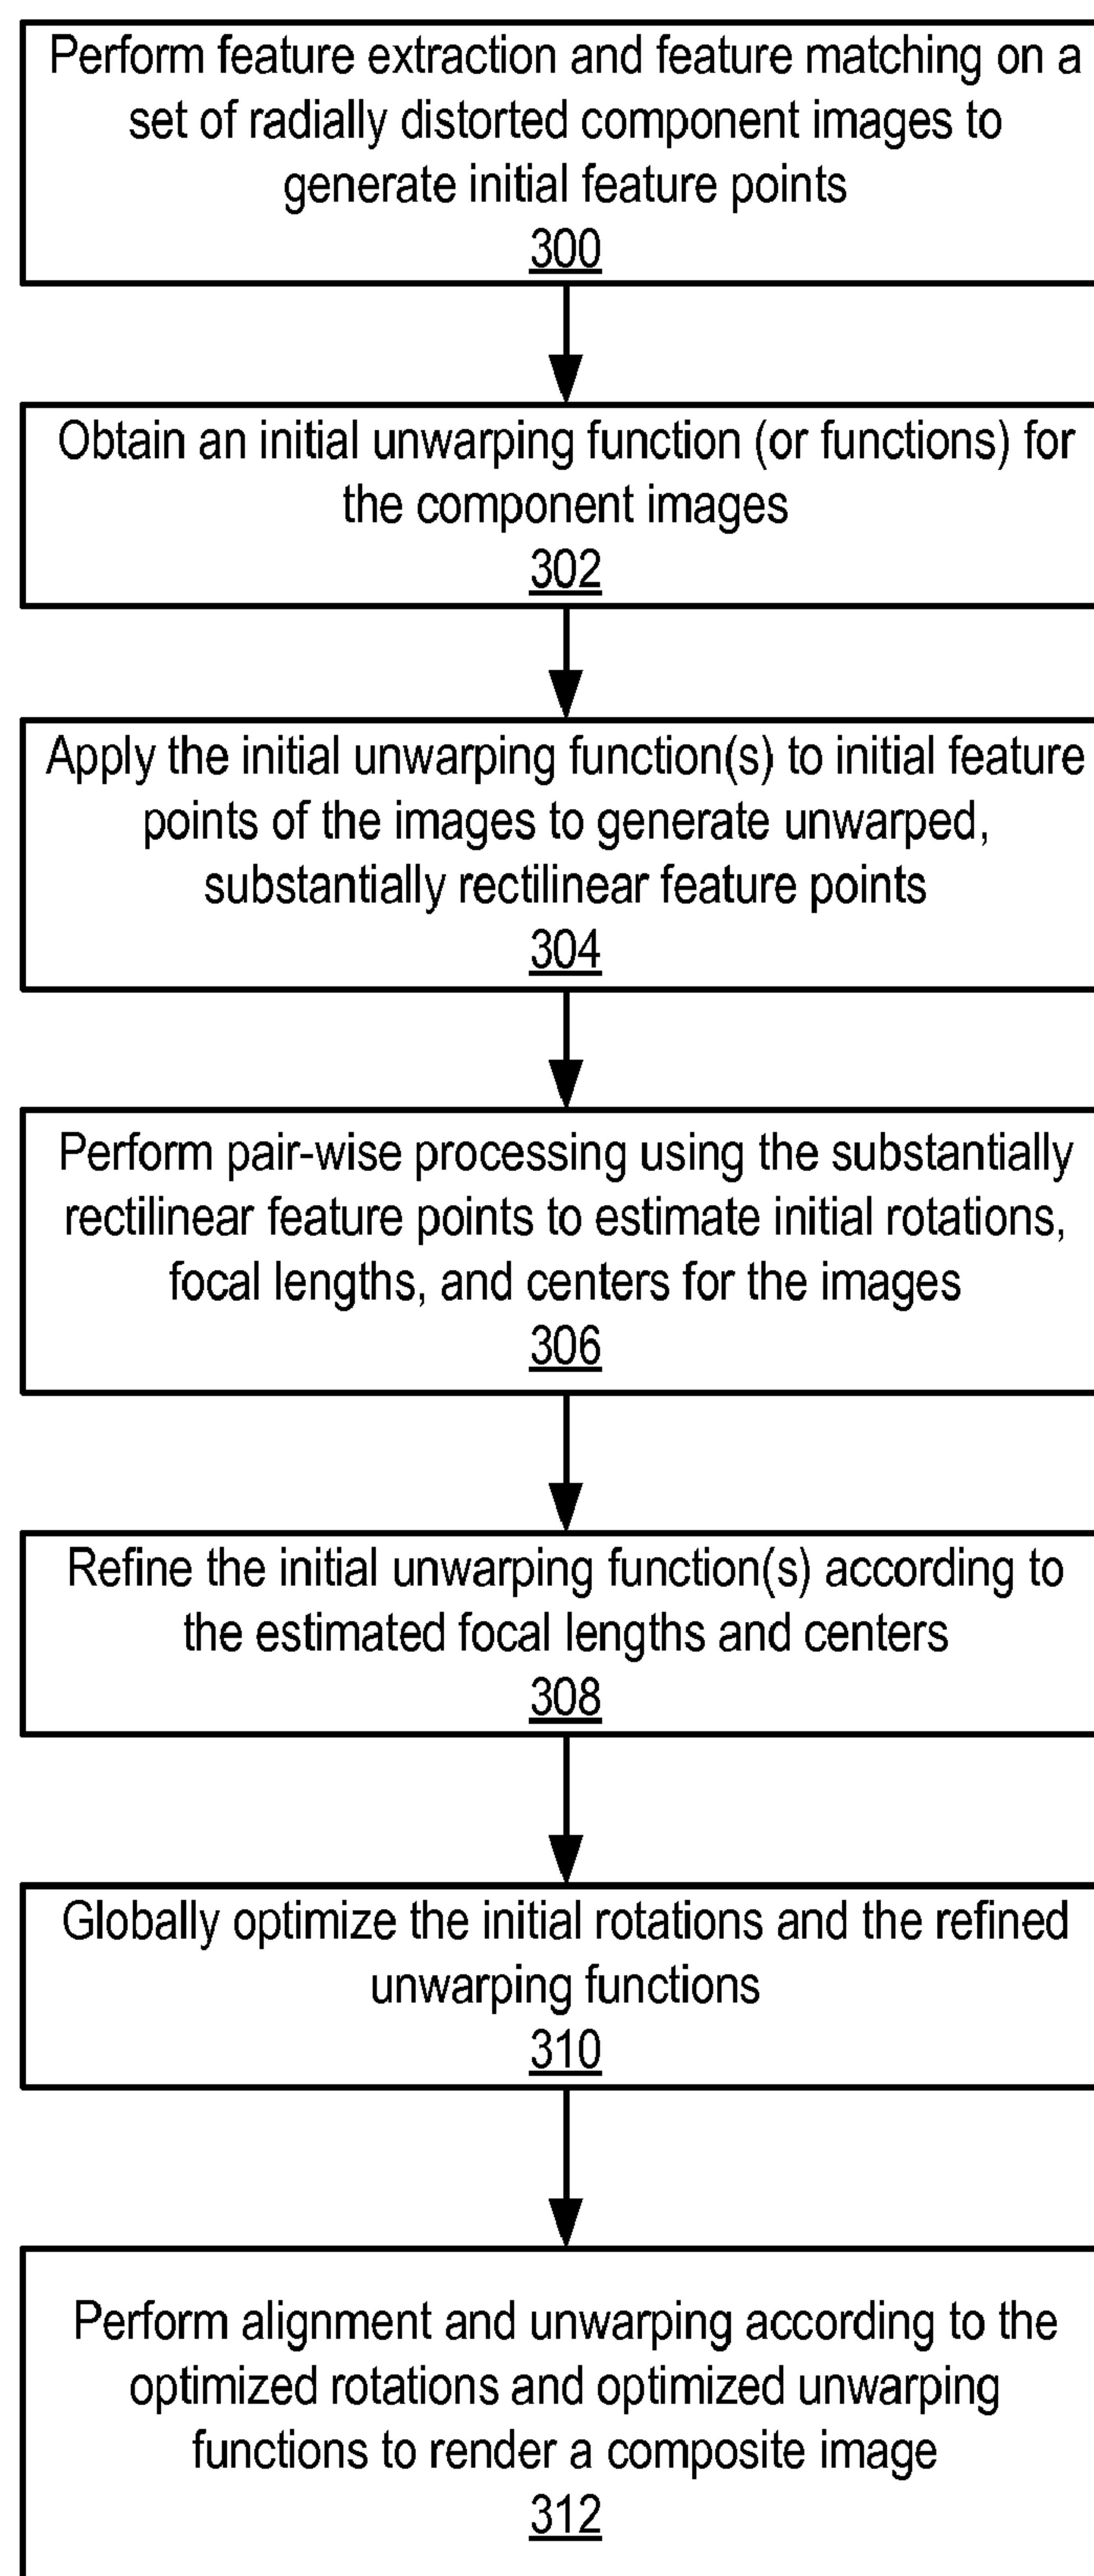 Perform feature extraction and feature matching on a
set of radially distorted component images to
generate initial feature points
300
Obtain an initial unwarping function (or functions) for
the component images
302
Apply the initial unwarping function(s) to initial feature
points of the images to generate unwarped,
substantially rectilinear feature points
304
Perform pair-wise processing using the substantially
rectilinear feature points to estimate initial rotations,
focal lengths, and centers for the images
306
Refine the initial unwarping function(s) according to
the estimated focal lengths and centers
308
Globally optimize the initial rotations and the refined
unwarping functions
310
Perform alignment and unwarping according to the
optimized rotations and optimized unwarping
functions to render a composite image
312